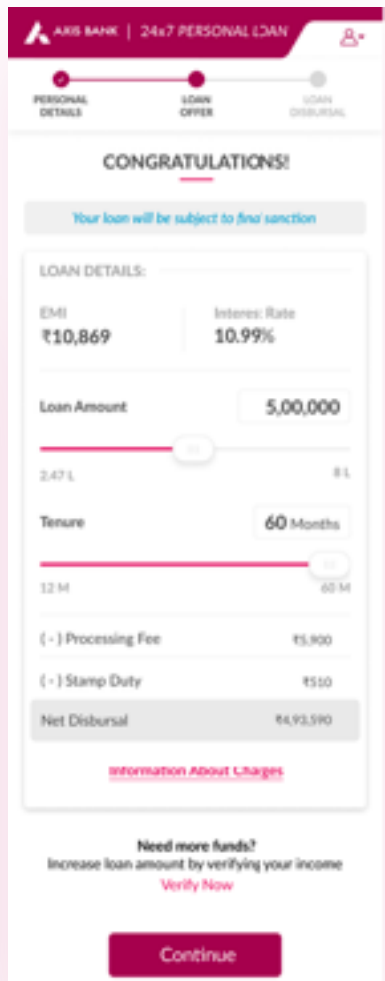 AXIS BANK | 24x7 PERSONAL LOAN
PERSONAL DETAILS
LOAN OFFER
LOAN DISBURSAL
CONGRATULATIONS!
Your loan will be subject to final sanction
LOAN DETAILS:
EMI
₹10,869
Interest Rate
10.99%
Loan Amount
5,00,000
2.47 L
8 L
Tenure
60 Months
12 M
60 M
( - ) Processing Fee ₹5,900
( - ) Stamp Duty ₹510
Net Disbursal ₹4,93,590
Information About Charges
Need more funds?
Increase loan amount by verifying your income
Verify Now
Continue